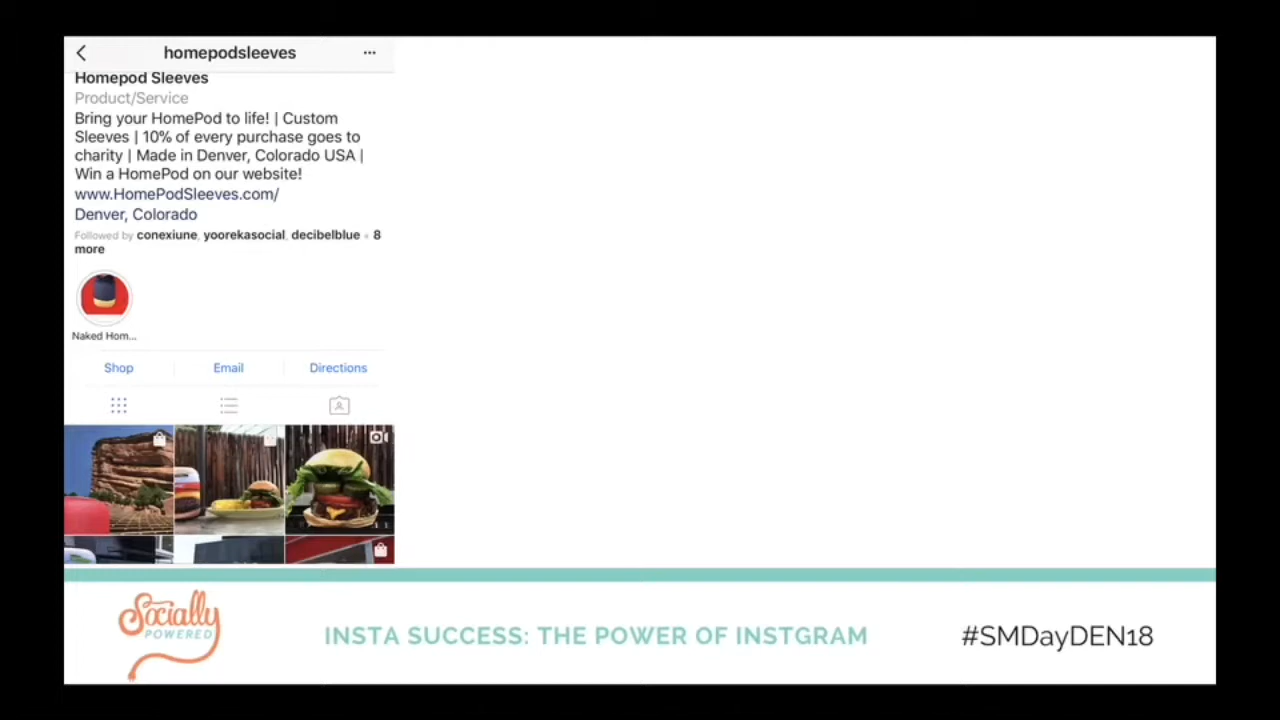 homepodsleeves
Homepod Sleeves
Product/Service
Bring your HomePod to life! | Custom
Sleeves | 10% of every purchase goes to
charity | Made in Denver, Colorado USA |
Win a HomePod on our website!
www.HomePodSleeves.com/
Denver, Colorado
Followed by conexiune, yoorekasocial, decibelblue + 8
more
Naked Hom...
Shop Email Directions
Socially
POWERED
INSTA SUCCESS: THE POWER OF INSTGRAM
#SMDayDEN18